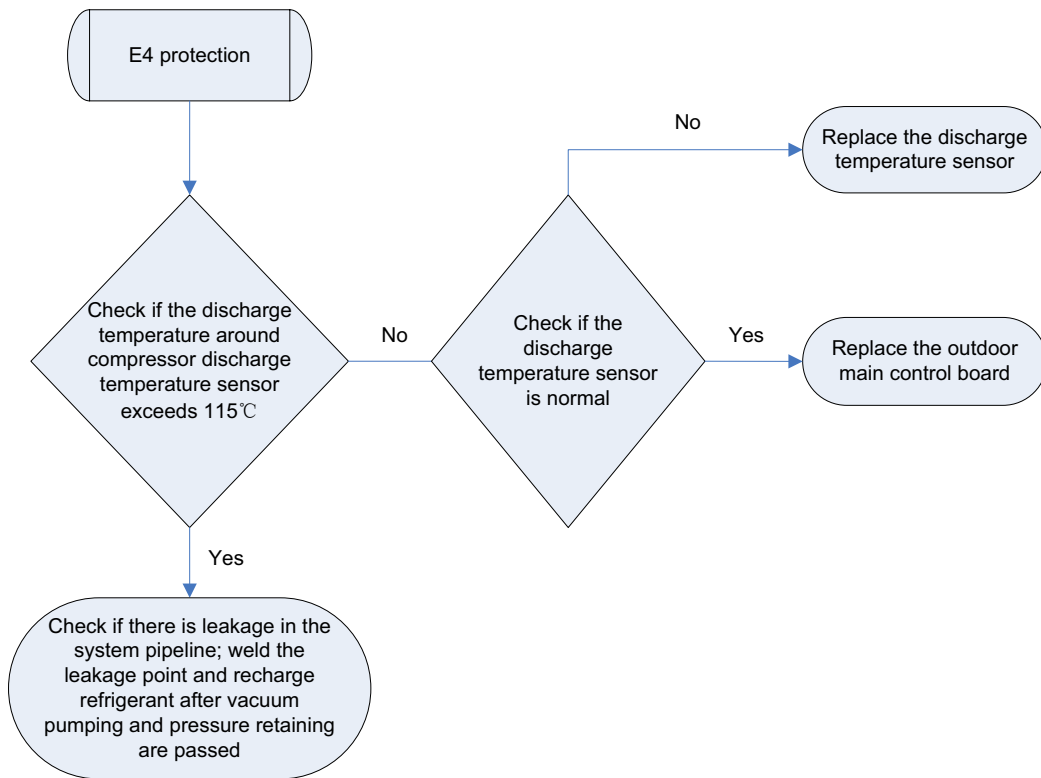 E4 protection
No
Replace the discharge
temperature sensor
Check if the discharge
temperature around
compressor discharge
temperature sensor
exceeds 115℃
No
Check if the
discharge
temperature sensor
is normal
Yes
Replace the outdoor
main control board
Yes
Check if there is leakage in the
system pipeline; weld the
leakage point and recharge
refrigerant after vacuum
pumping and pressure retaining
are passed